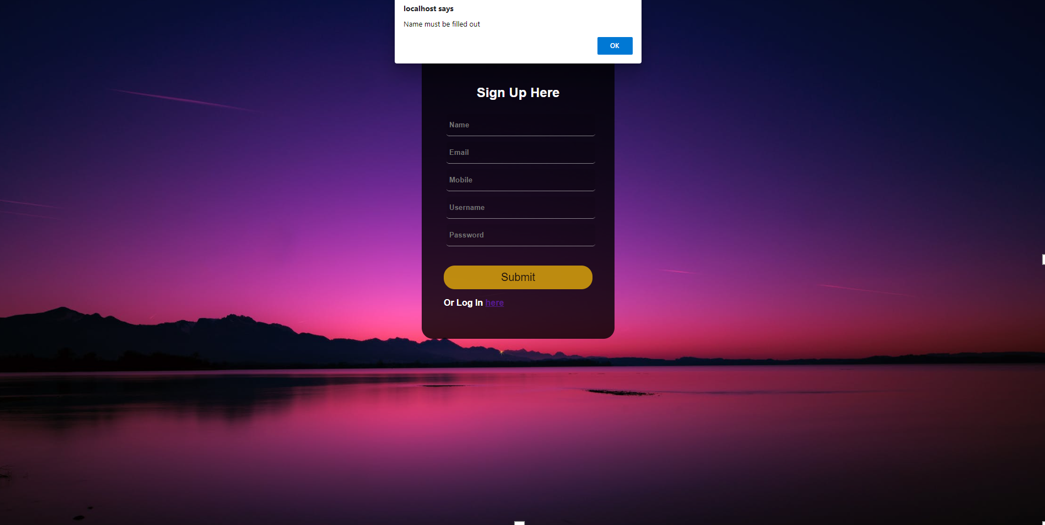 localhost says
Name must be filled out
OK
Sign Up Here
Name
Email
Mobile
Username
Password
Submit
Or Log In here